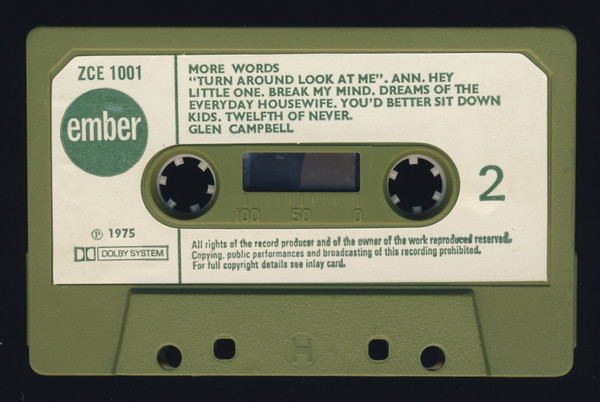 ZCE 1001
ember
℗ 1975
DOLBY SYSTEM
MORE WORDS
"TURN AROUND LOOK AT ME". ANN. HEY
LITTLE ONE. BREAK MY MIND. DREAMS OF THE
EVERYDAY HOUSEWIFE. YOU'D BETTER SIT DOWN
KIDS. TWELFTH OF NEVER.
GLEN CAMPBELL
100 50 0
2
All rights of the record producer and of the owner of the work reproduced reserved.
Copying, public performances and broadcasting of this recording prohibited.
For full copyright details see inlay card.
H